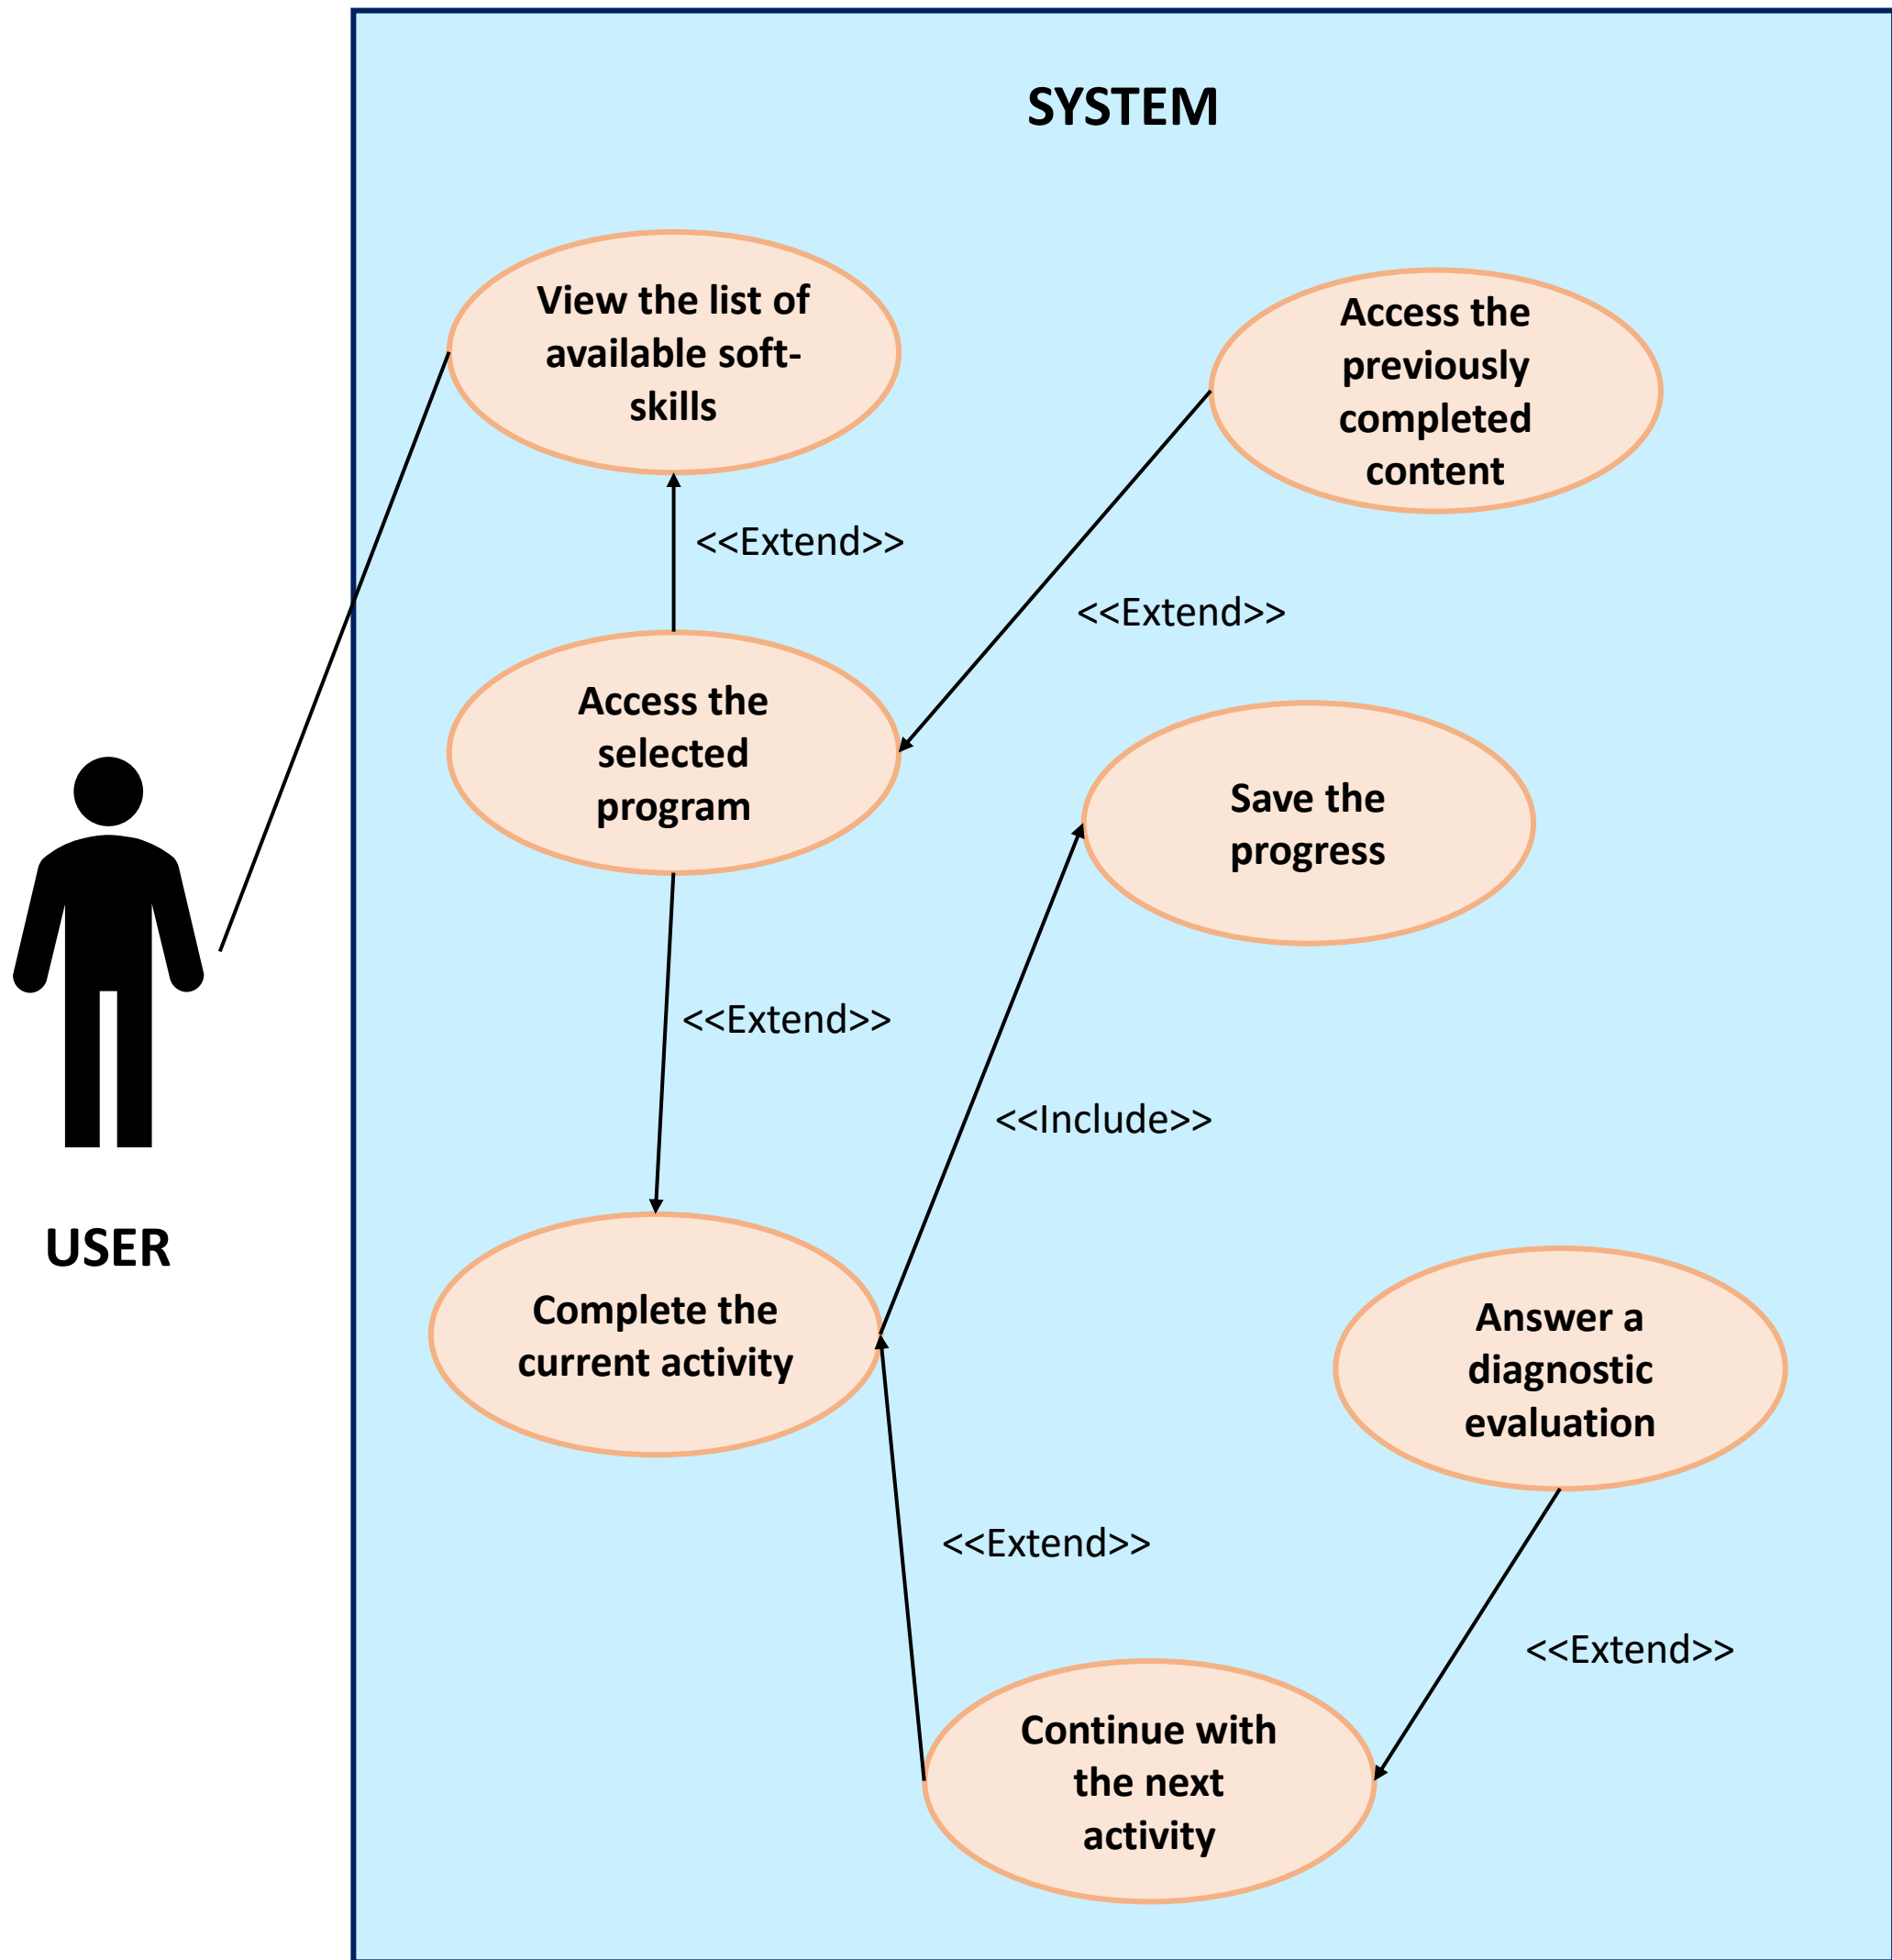 SYSTEM
View the list of
available soft-
skills
Access the
previously
completed
content
<<Extend>>
<<Extend>>
Access the
selected
program
Save the
progress
<<Extend>>
<<Include>>
USER
Complete the
current activity
Answer a
diagnostic
evaluation
<<Extend>>
<<Extend>>
Continue with
the next
activity